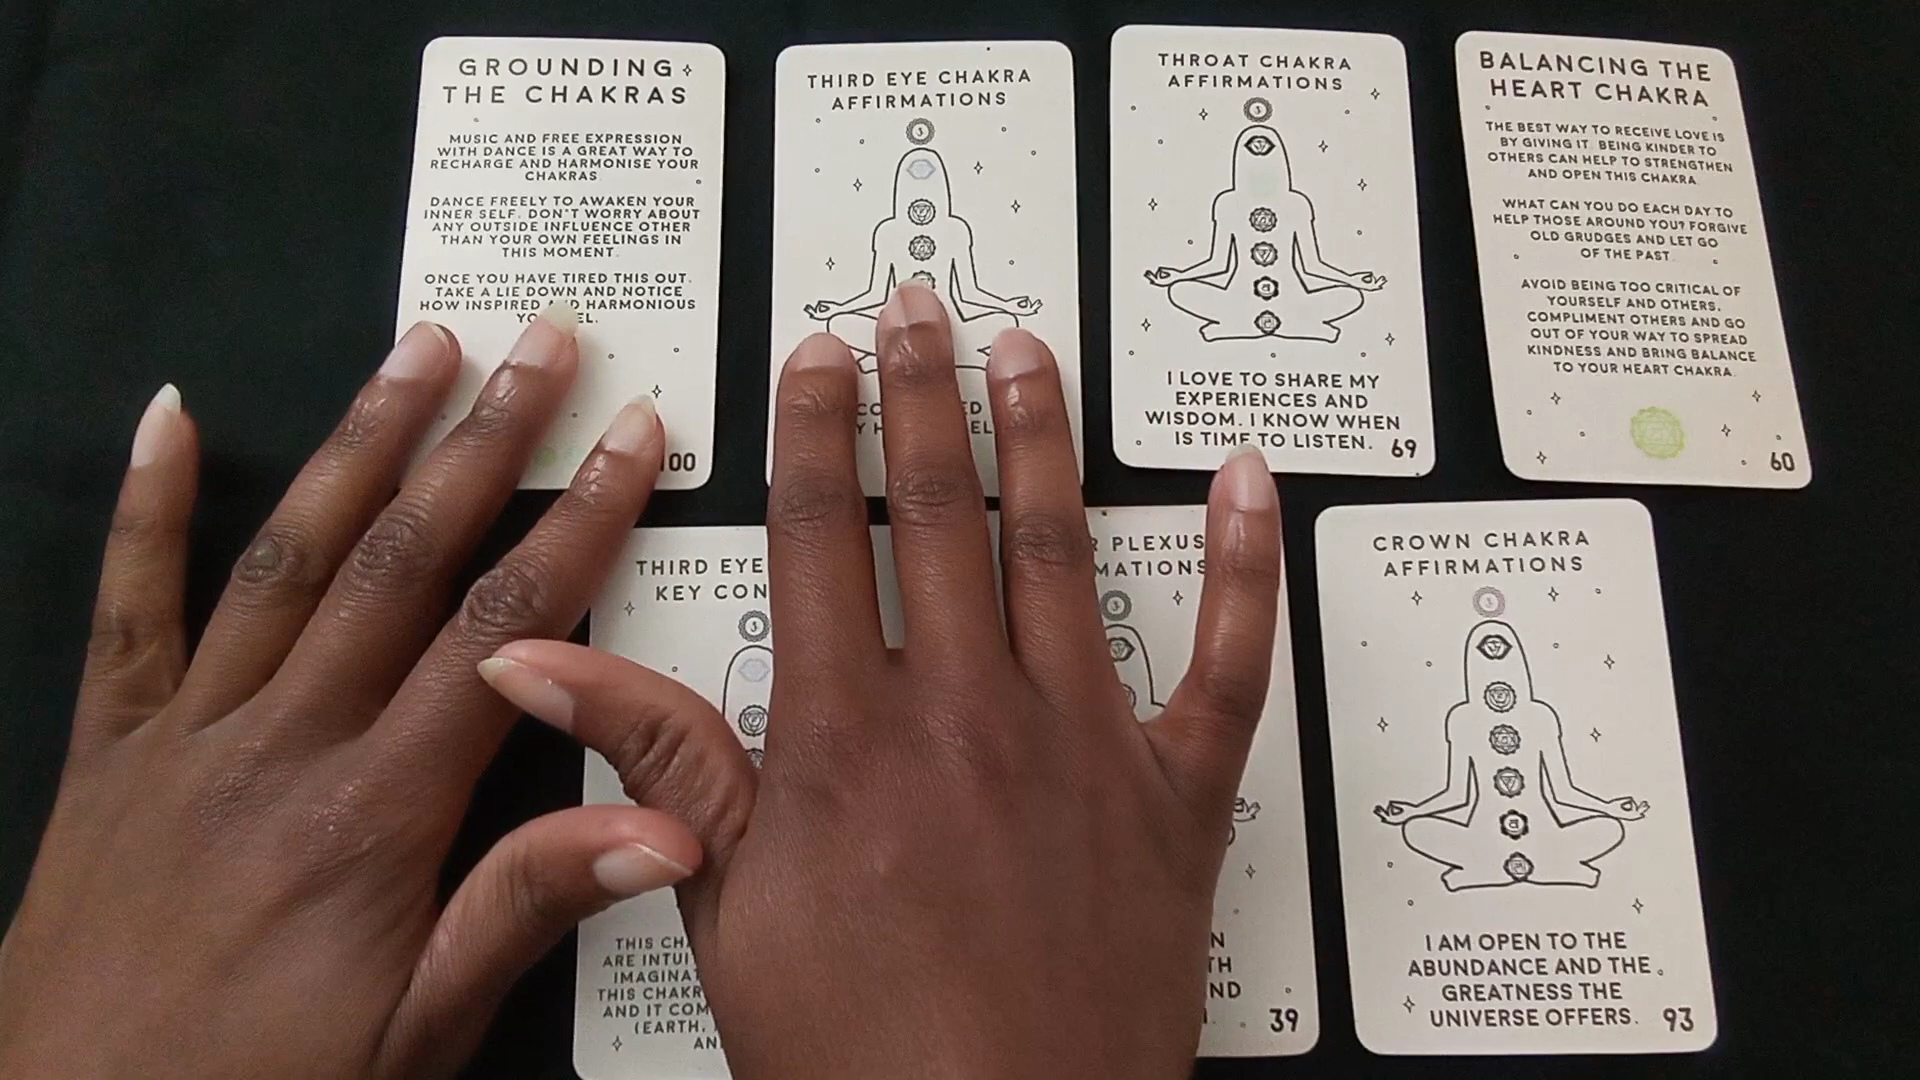 GROUNDING
THE CHAKRAS
MUSIC AND FREE EXPRESSION
WITH DANCE IS A GREAT WAY TO
RECHARGE AND HARMONISE YOUR
CHAKRAS
DANCE FREELY TO AWAKEN YOUR
INNER SELF. DON'T WORRY ABOUT
ANY OUTSIDE INFLUENCE OTHER
THAN YOUR OWN FEELINGS IN
THIS MOMENT.
ONCE YOU HAVE TIRED THIS OUT.
TAKE A LIE DOWN AND NOTICE
HOW INSPIRED HARMONIOUS
100
THIRD EYE CHAKRA
AFFIRMATIONS
THROAT CHAKRA
AFFIRMATIONS
I LOVE TO SHARE MY
EXPERIENCES AND
WISDOM. I KNOW WHEN
IS TIME TO LISTEN.
69
BALANCING THE
HEART CHAKRA
THE BEST WAY TO RECEIVE LOVE IS
BY GIVING IT. BEING KINDER TO
OTHERS CAN HELP TO STRENGTHEN
AND OPEN THIS CHAKRA.
WHAT CAN YOU DO EACH DAY TO
HELP THOSE AROUND YOU? FORGIVE
OLD GRUDGES AND LET GO
OF THE PAST.
AVOID BEING TOO CRITICAL OF
YOURSELF AND OTHERS,
COMPLIMENT OTHERS AND GO
OUT OF YOUR WAY TO SPREAD
KINDNESS AND BRING BALANCE
TO YOUR HEART CHAKRA.
60
THIRD EYE
KEY
THIS
ARE
THIS
AND IT
(EARTH,
PLEXUS
39
CROWN CHAKRA
AFFIRMATIONS
I AM OPEN TO THE
ABUNDANCE AND THE
GREATNESS THE
UNIVERSE OFFERS.
93